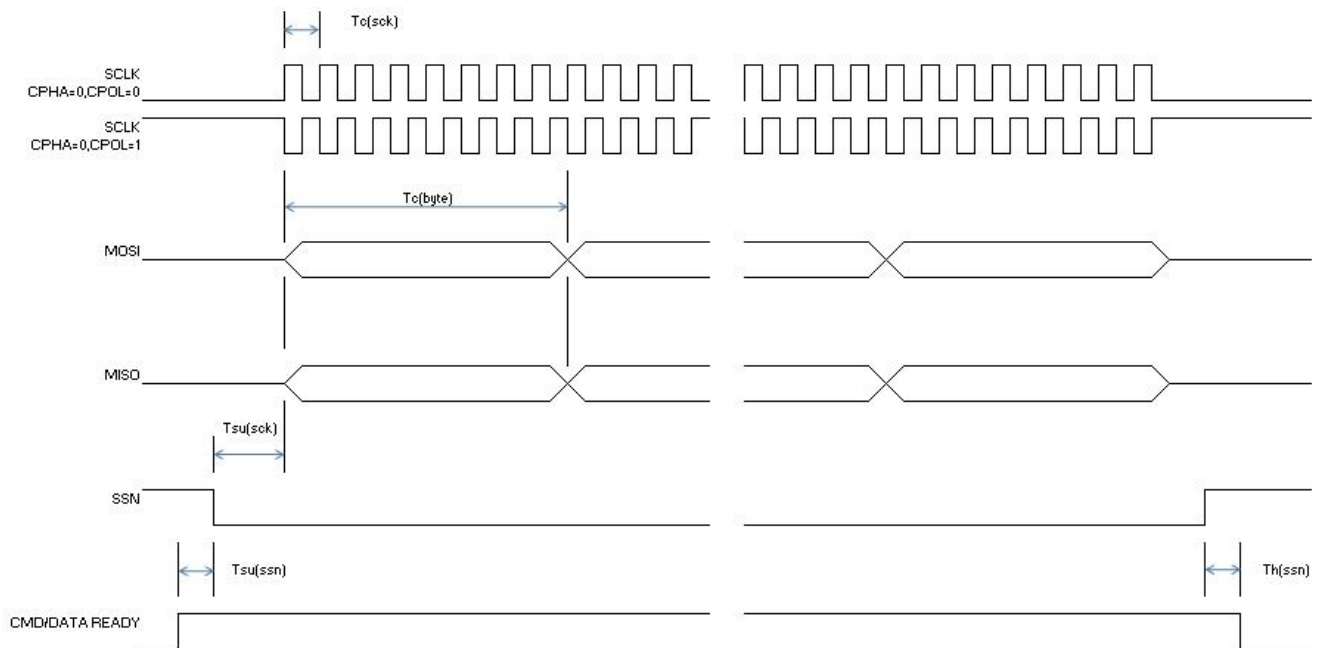 Tc(sck)
SCLK
CPHA=0,CPOL=0
SCLK
CPHA=0,CPOL=1
Tc(byte)
MOSI
MISO
Tsu(sck)
SSN
Tsu(ssn)
Th(ssn)
CMD/DATA READY